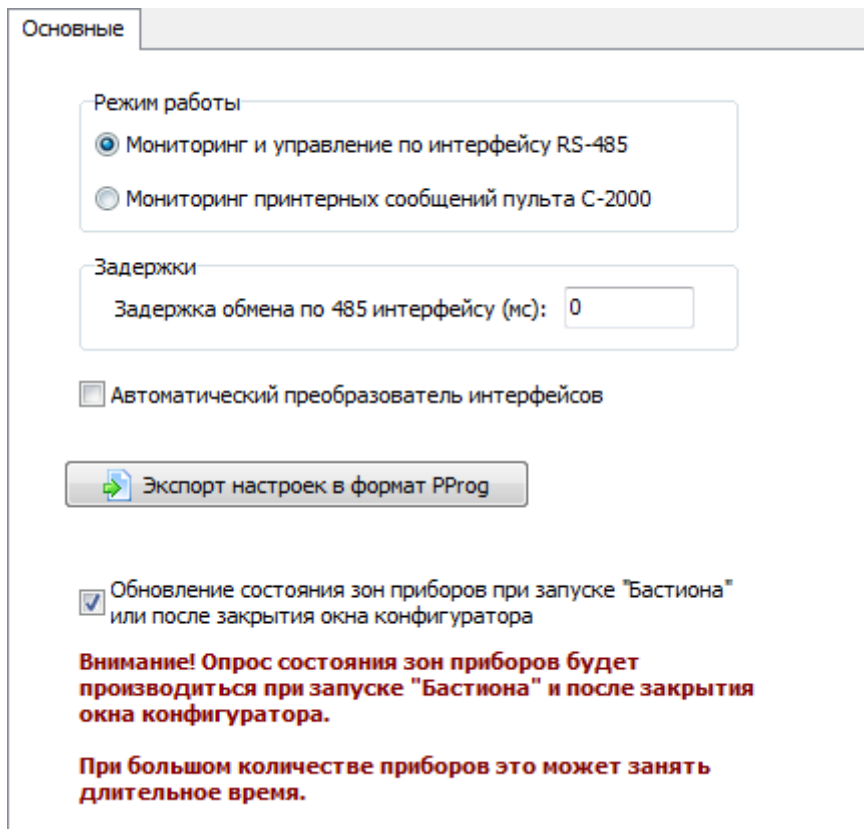 Основные
Режим работы
Мониторинг и управление по интерфейсу RS-485
Мониторинг принтерных сообщений пульта С-2000
Задержки
Задержка обмена по 485 интерфейсу (мс): 0
Автоматический преобразователь интерфейсов
Экспорт настроек в формат PProg
Обновление состояния зон приборов при запуске "Бастиона"
или после закрытия окна конфигуратора
Внимание! Опрос состояния зон приборов будет
производиться при запуске "Бастиона" и после закрытия
окна конфигуратора.
При большом количестве приборов это может занять
длительное время.